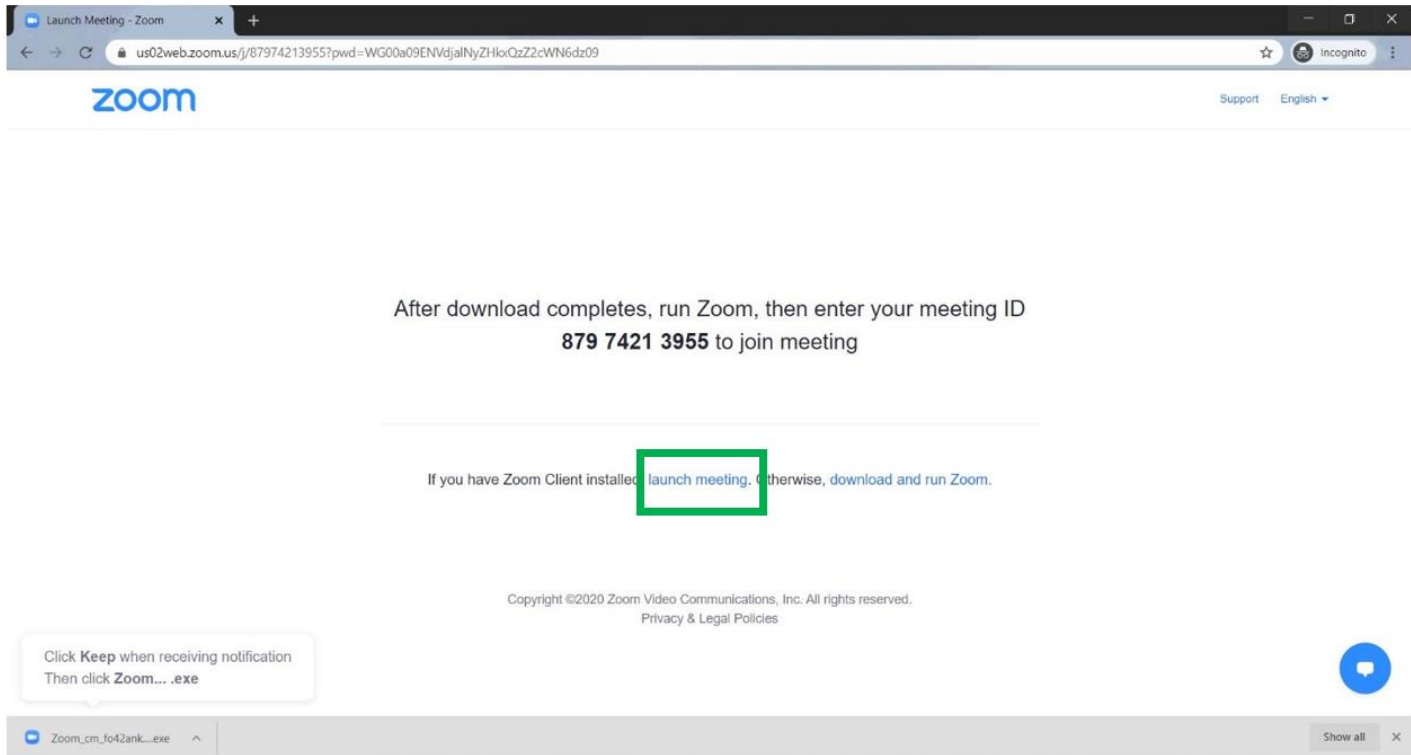 Launch Meeting - Zoom
us02web.zoom.us/j/87974213955?pwd=WG00a09ENVdjalNyZHkxQzZ2cWN6dz09
Incognito
zoom
Support English
After download completes, run Zoom, then enter your meeting ID
879 7421 3955 to join meeting
If you have Zoom Client installed launch meeting. Otherwise, download and run Zoom.
Copyright ©2020 Zoom Video Communications, Inc. All rights reserved.
Privacy & Legal Policies
Click Keep when receiving notification
Then click Zoom... .exe
Zoom_cm_fo42ank....exe
Show all